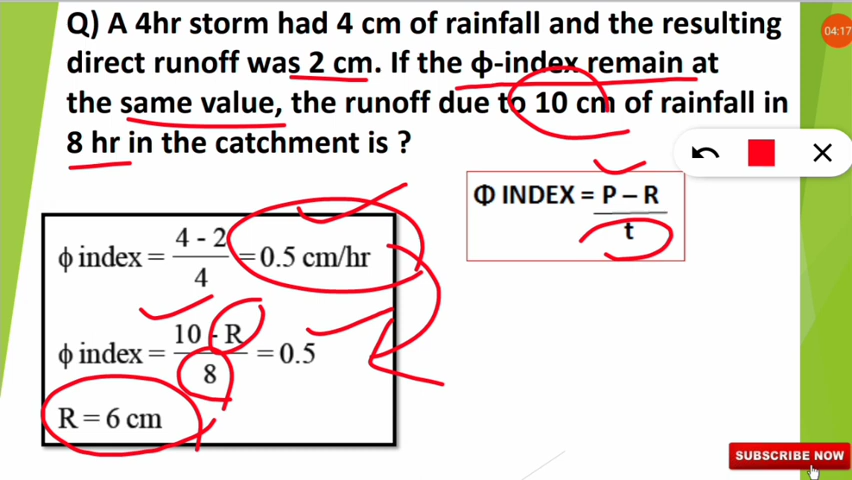 Q) A 4hr storm had 4 cm of rainfall and the resulting
direct runoff was 2 cm. If the ϕ-index remain at
the same value, the runoff due to 10 cm of rainfall in
8 hr in the catchment is ?
04:17
Φ INDEX = P – R
t
ϕ index = 4 - 2
4
= 0.5 cm/hr
ϕ index = 10 - R
8
= 0.5
R = 6 cm
SUBSCRIBE NOW